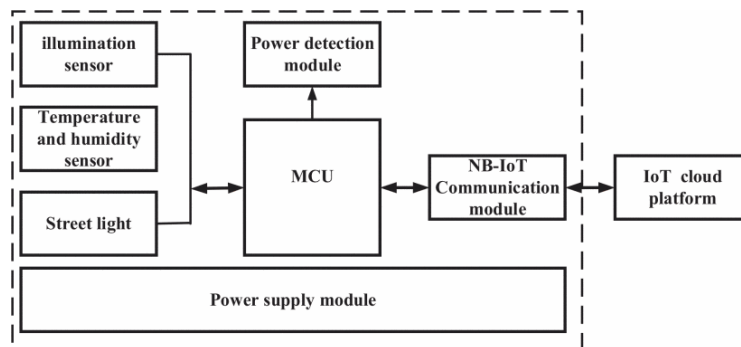 illumination
sensor
Power detection
module
Temperature
and humidity
sensor
MCU
NB-IoT
Communication
module
IoT cloud
platform
Street light
Power supply module